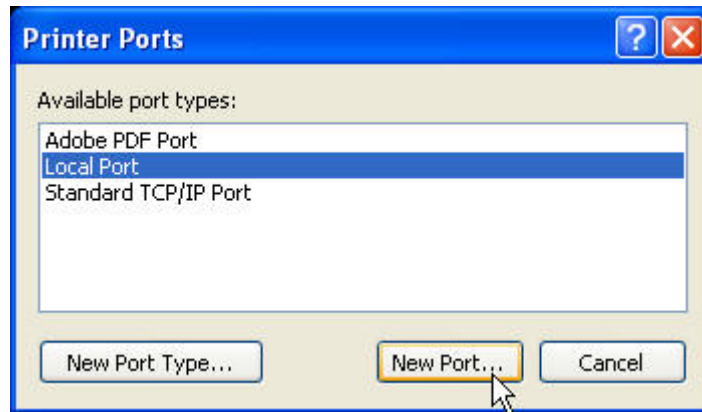 Printer Ports
Available port types:
Adobe PDF Port
Local Port
Standard TCP/IP Port
New Port Type... New Port... Cancel